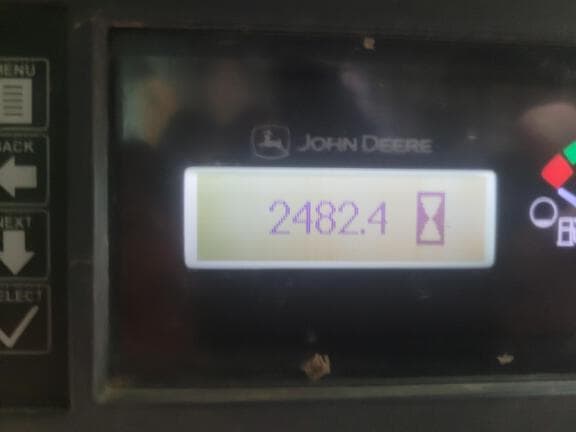 MENU
BACK
NEXT
SELECT
JOHN DEERE
2482.4